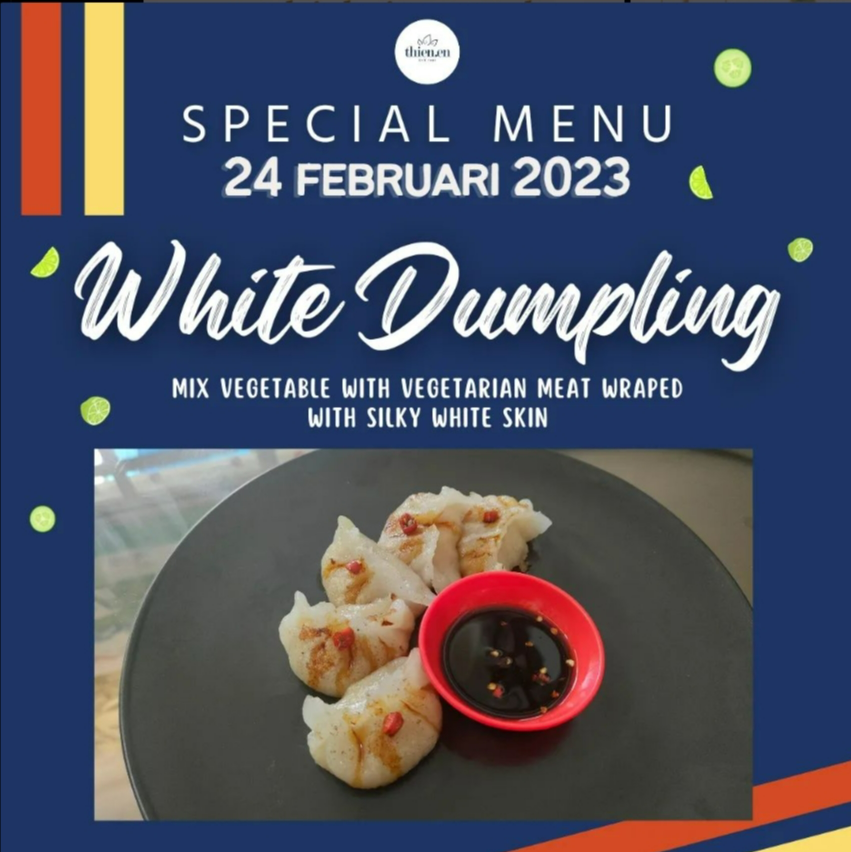 thien.en
SPECIAL MENU
24 FEBRUARI 2023
White Dumpling
MIX VEGETABLE WITH VEGETARIAN MEAT WRAPED
WITH SILKY WHITE SKIN